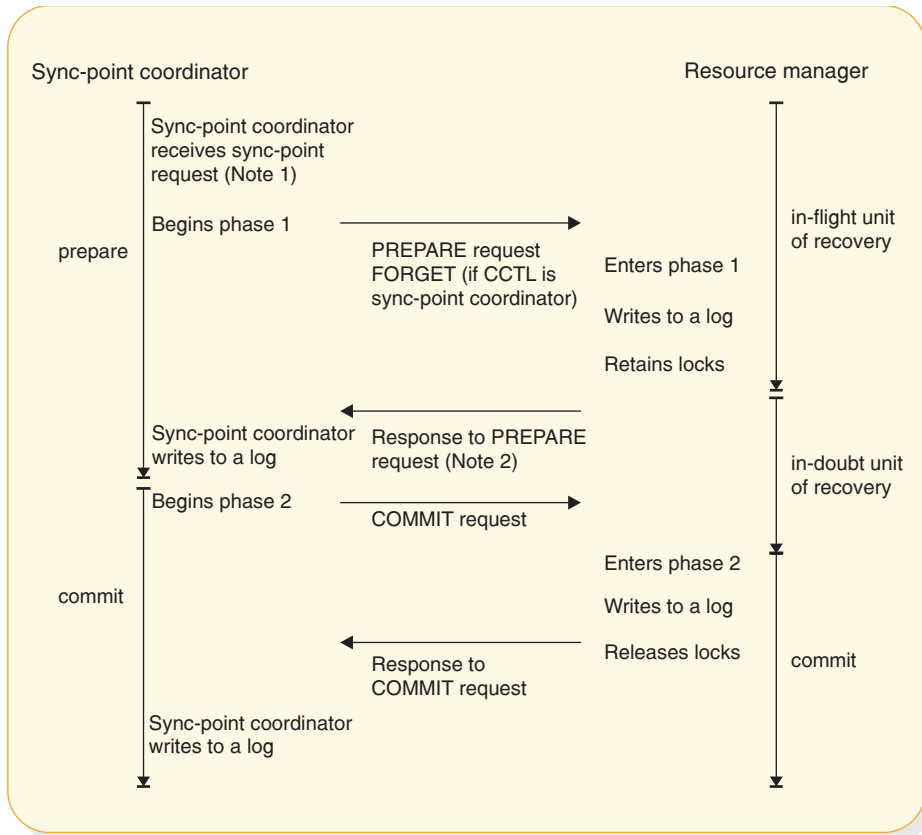 Sync-point coordinator
Resource manager
Sync-point coordinator
receives sync-point
request (Note 1)
Begins phase 1
prepare
PREPARE request
FORGET (if CCTL is
sync-point coordinator)
Enters phase 1
Writes to a log
Retains locks
in-flight unit
of recovery
Sync-point coordinator
writes to a log
Response to PREPARE
request (Note 2)
in-doubt unit
of recovery
Begins phase 2
COMMIT request
Enters phase 2
commit
Writes to a log
Releases locks
commit
Response to
COMMIT request
Sync-point coordinator
writes to a log